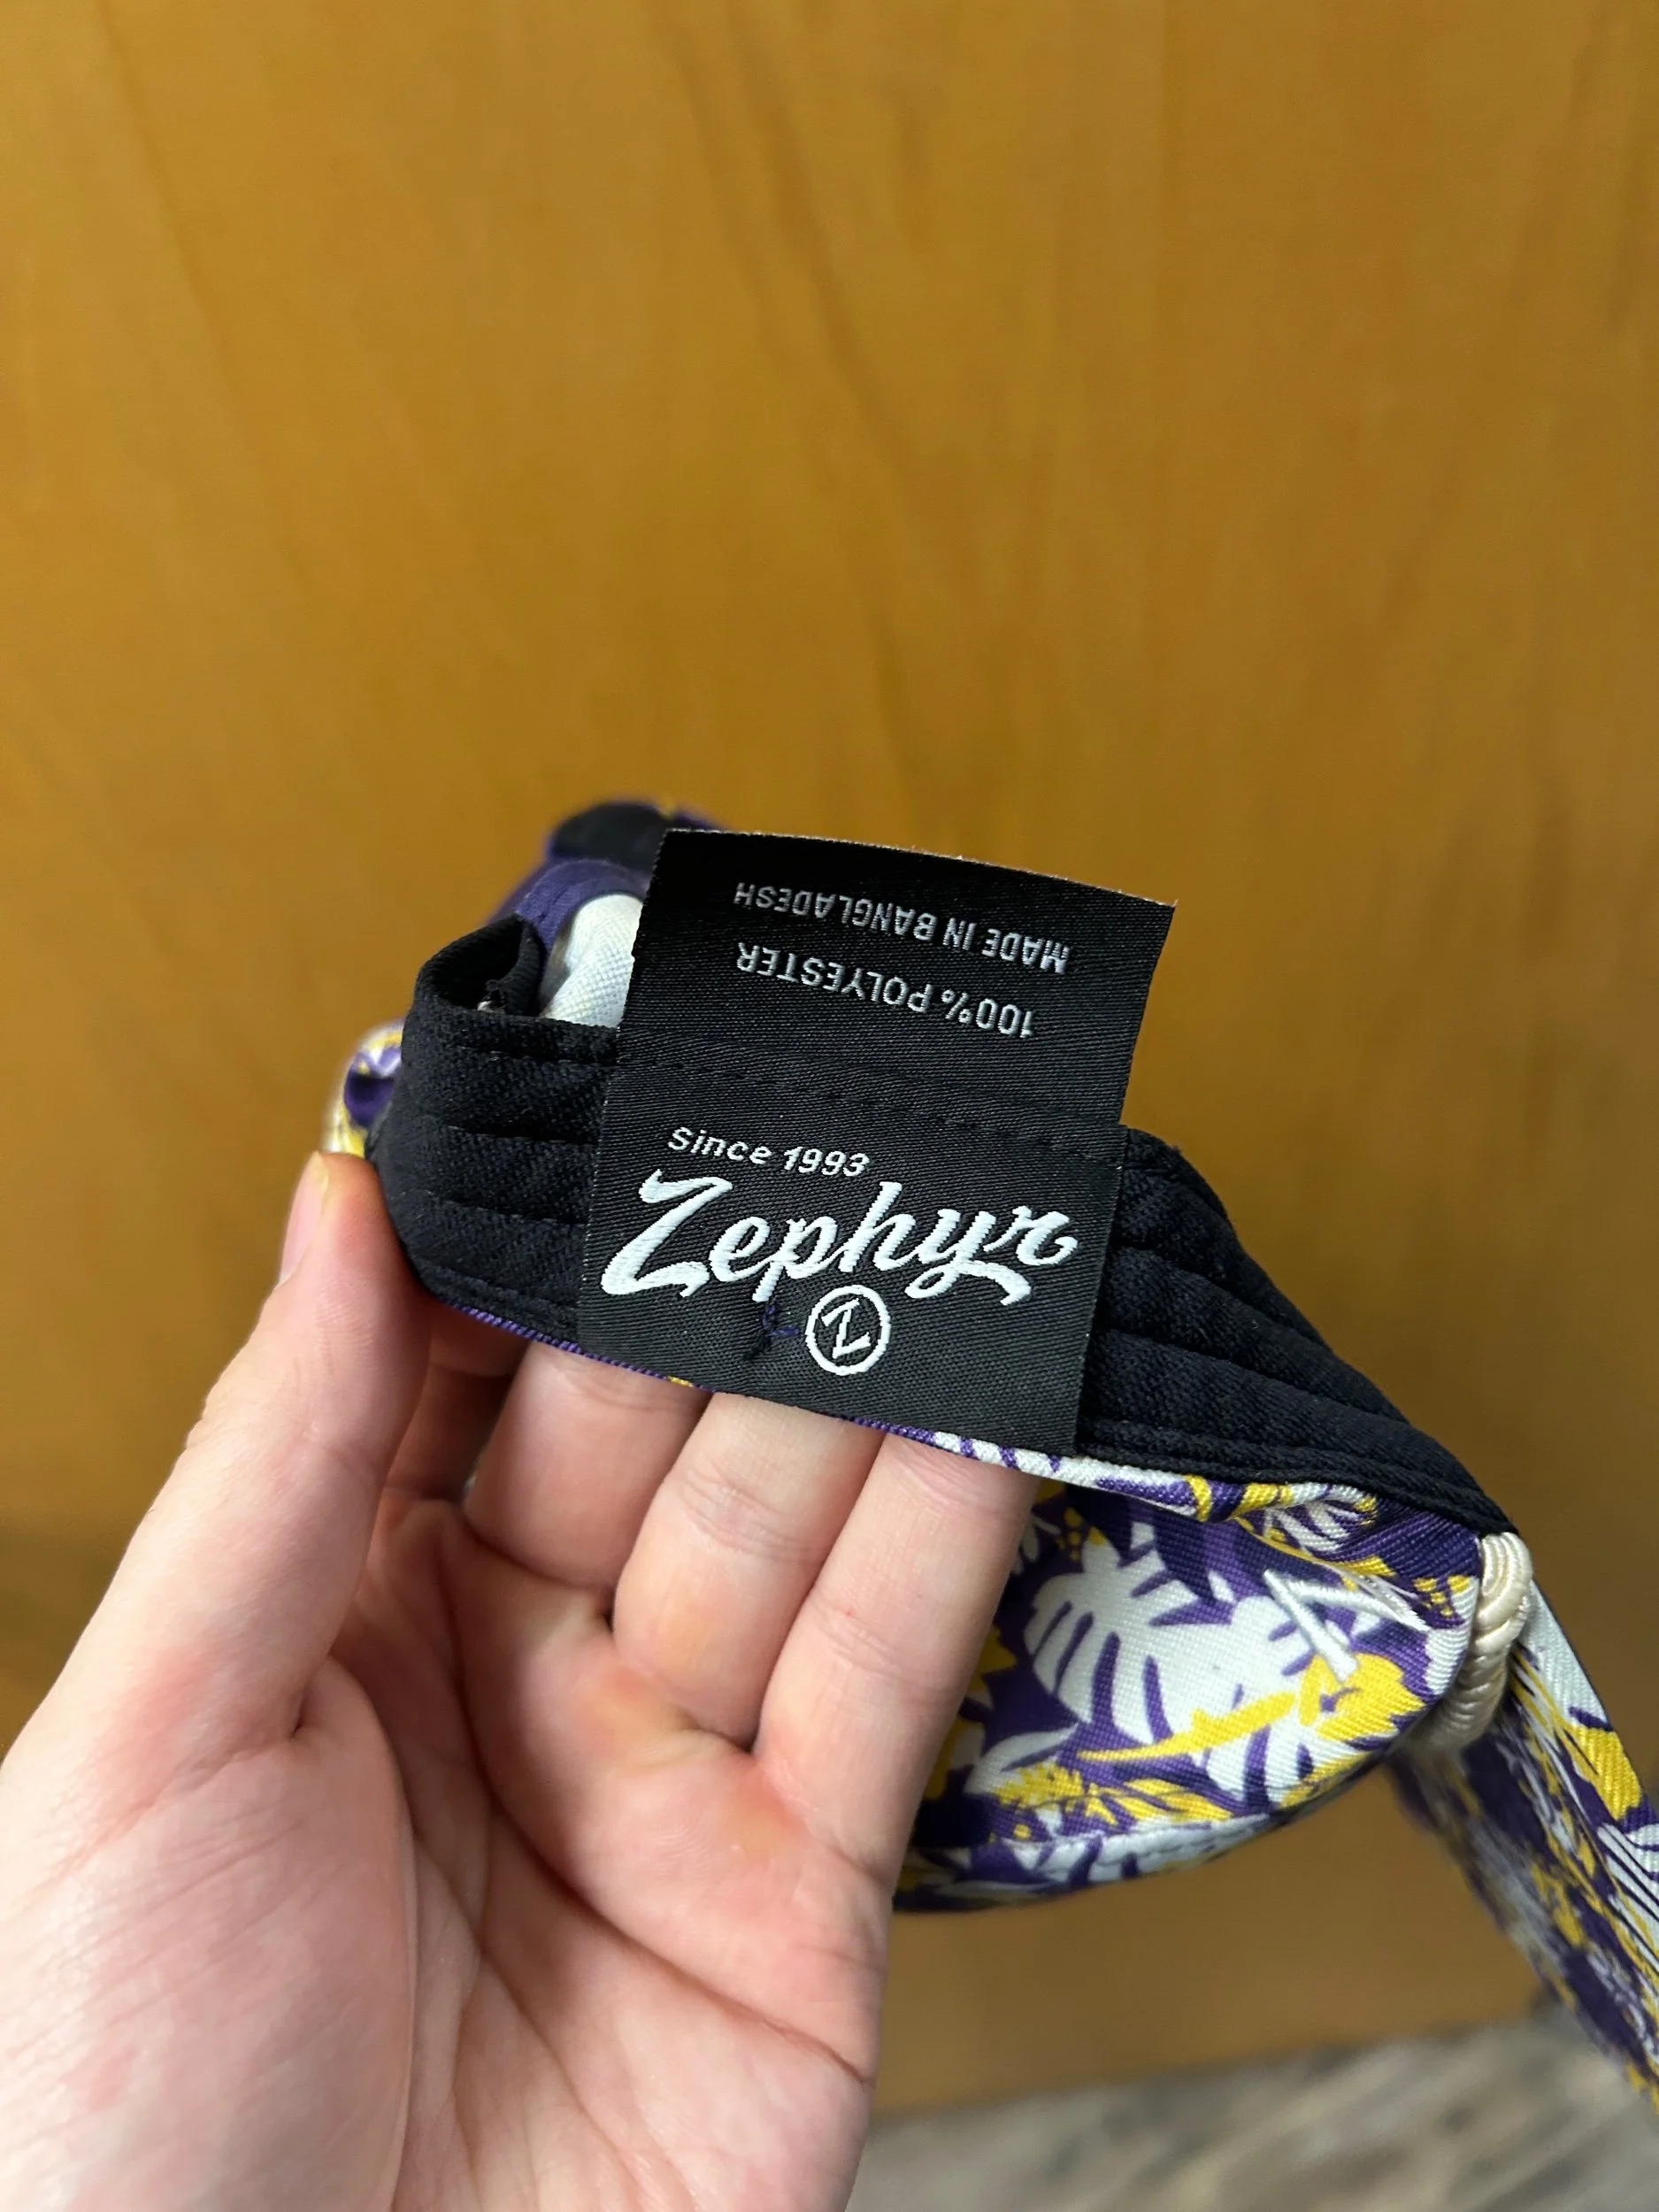 MADE IN BANGLADESH
100% POLYESTER
Since 1993
Zephyr
Z